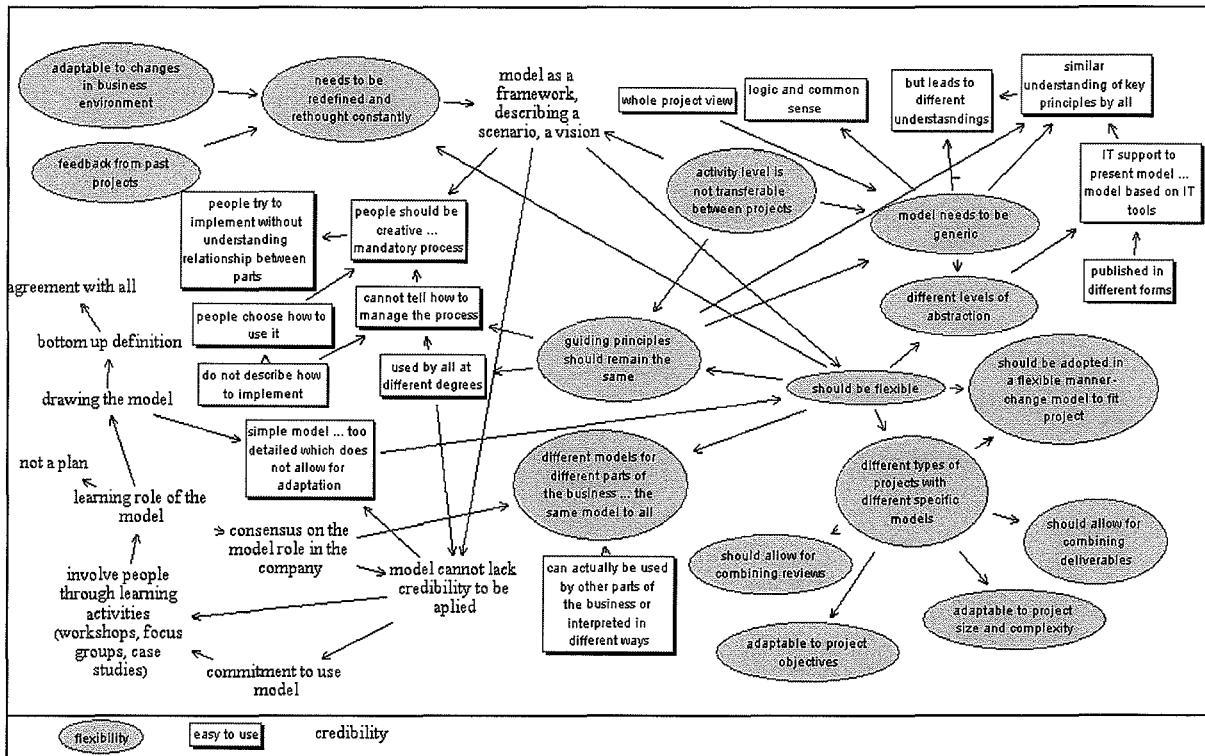 adaptable to changes
in business
environment
needs to be
redefined and
rethought constantly
model as a
framework,
describing a
scenario, a vision
whole project view
logic and common
sense
but leads to
different
understasndings
similar
understanding of key
principles by all
feedback from past
projects
activity level is
not transferable
between projects
IT support to
present model ...
model based on IT
tools
people try to
implement without
understanding
relationship between
parts
people should be
creative ...
mandatory process
model needs to be
generic
published in
different forms
agreement with all
people choose how to
use it
cannot tell how to
manage the process
different levels of
abstraction
bottom up definition
guiding principles
should remain the
same
do not describe how
to implement
used by all at
different degrees
should be flexible
should be adopted in
a flexible manner-
change model to fit
project
drawing the model
simple model ... too
detailed which does
not allow for
adaptation
different models for
different parts of
the business ... the
same model to all
different types of
projects with
different specific
models
not a plan
learning role of the
model
consensus on the
model role in the
company
should allow for
combining deliverables
should allow for
combining reviews
involve people
through learning
activities
(workshops, focus
groups, case
studies)
model cannot lack
credibility to be
aplied
can actually be used
by other parts of
the business or
interpreted in
different ways
adaptable to project
size and complexity
adaptable to project
objectives
commitment to use
model
flexibility
easy to use
credibility